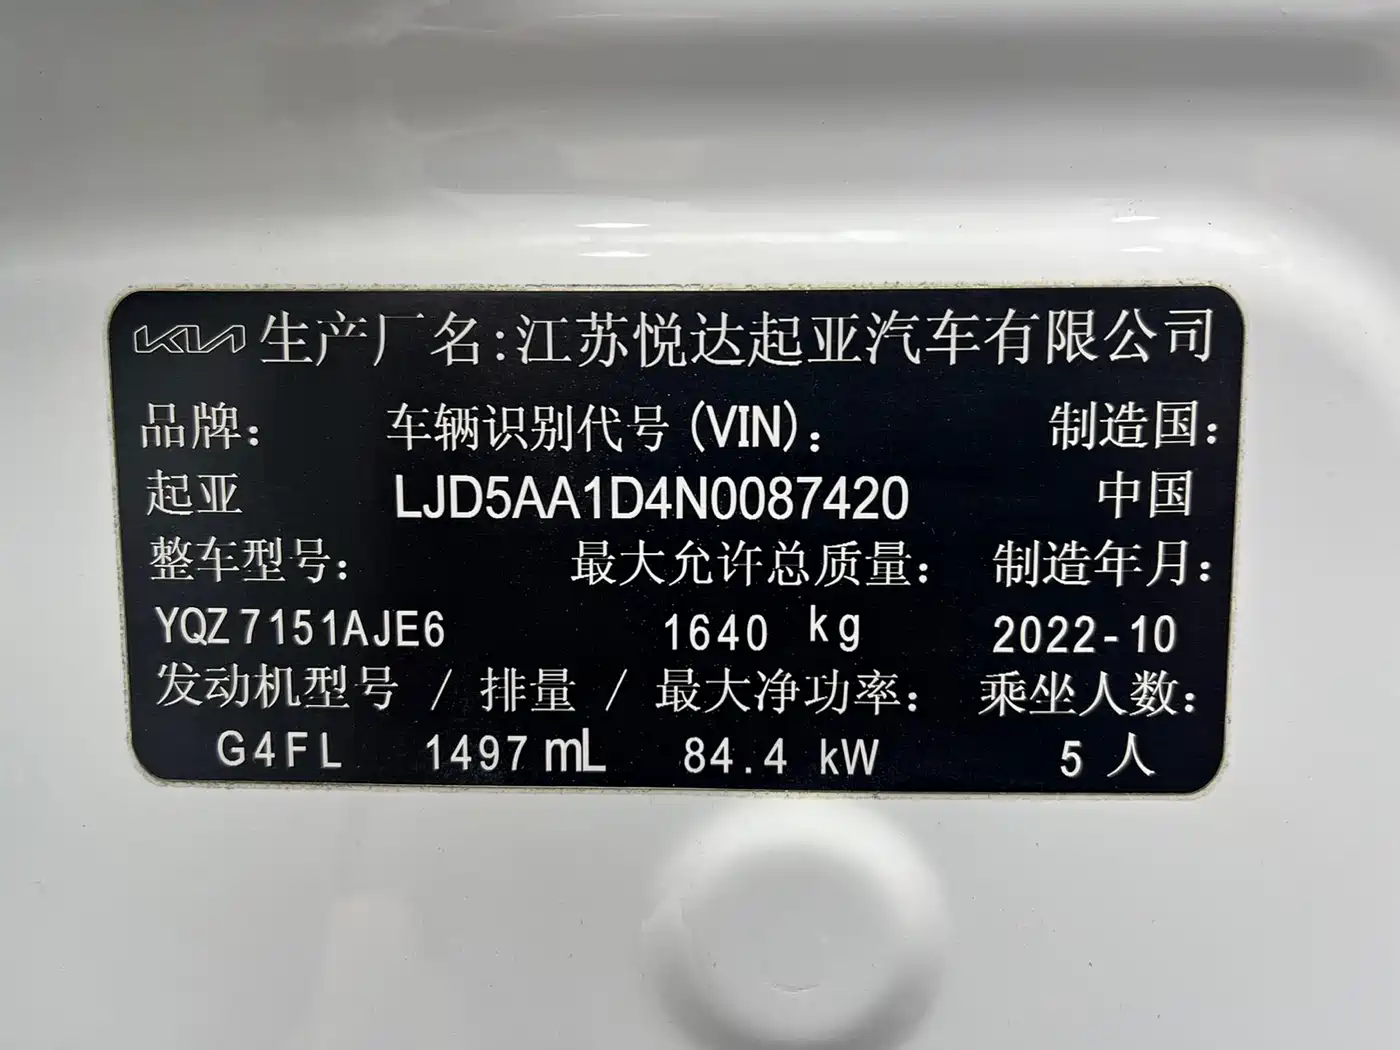 KIA 生产厂名:江苏悦达起亚汽车有限公司
品牌: 车辆识别代号(VIN): 制造国:
起亚 LJD5AA1D4N0087420 中国
整车型号: 最大允许总质量: 制造年月:
YQZ7151AJE6 1640 kg 2022-10
发动机型号 / 排量 / 最大净功率: 乘坐人数:
G4FL 1497 mL 84.4 kW 5 人